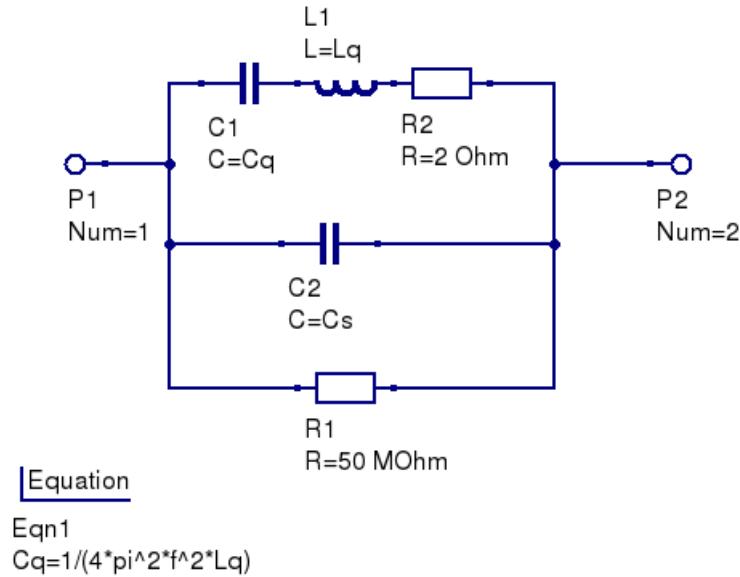 L1
L=Lq
C1
C=Cq
R2
R=2 Ohm
P1
Num=1
P2
Num=2
C2
C=Cs
R1
R=50 MOhm
Equation
Eqn1
Cq=1/(4*pi^2*f^2*Lq)